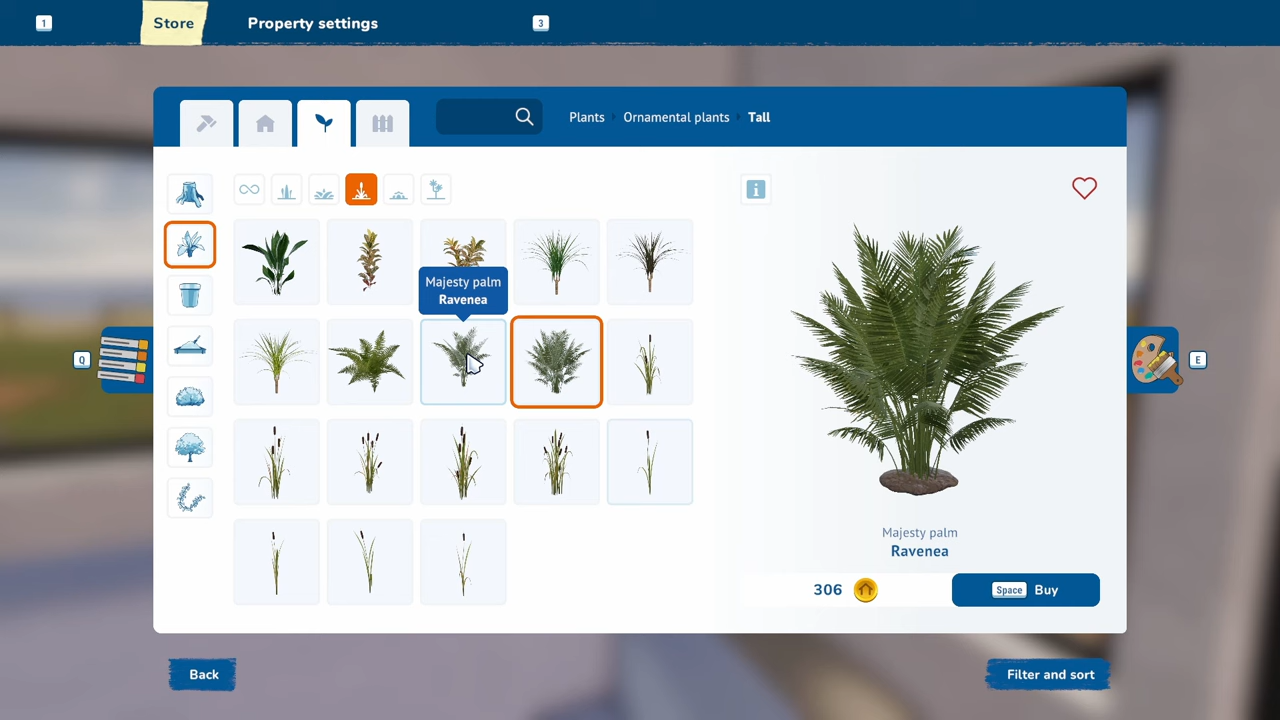 1
Store
Property settings
3
Plants
Ornamental plants
Tall
Majesty palm
Ravenea
Q
E
Majesty palm
Ravenea
306
Space Buy
Back
Filter and sort